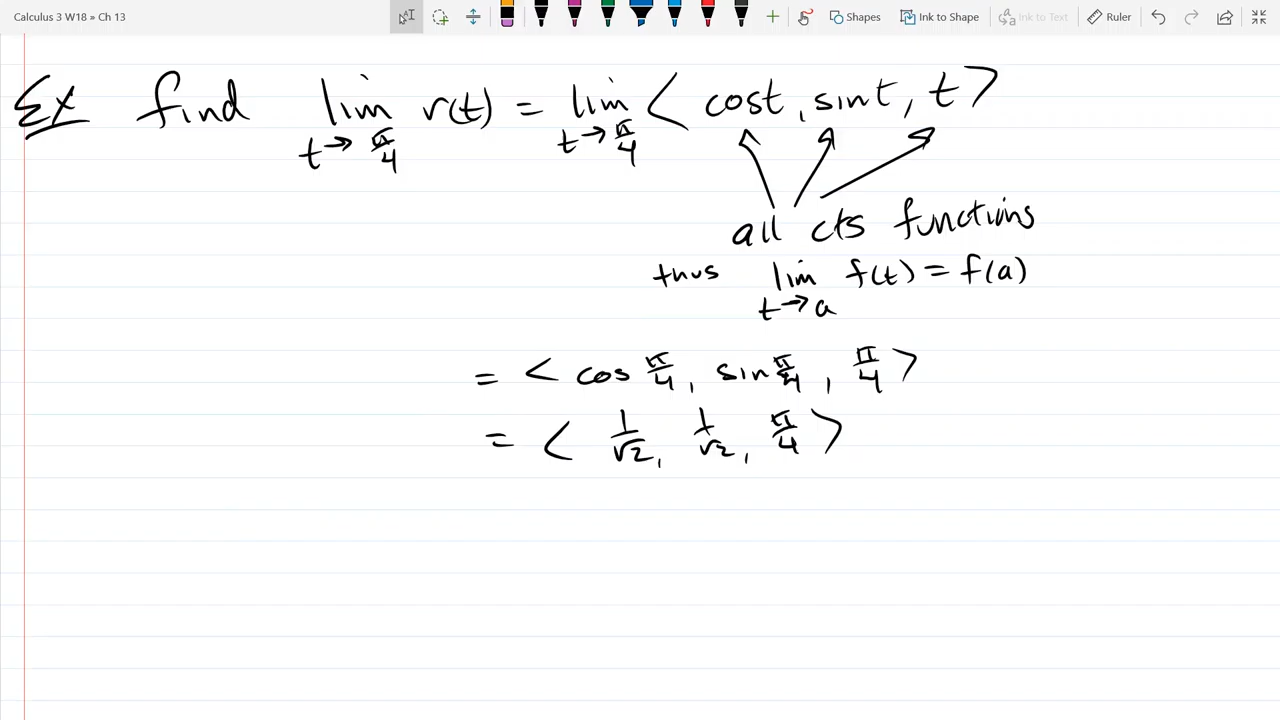 Calculus 3 W18 » Ch 13
Shapes
Ink to Shape
Ink to Text
Ruler
Ex find lim t→π/4 r(t) = lim t→π/4 < cost, sint, t >
all cts functions
thus lim t→a f(t) = f(a)
= < cos π/4, sin π/4, π/4 >
= < 1/√2, 1/√2, π/4 >